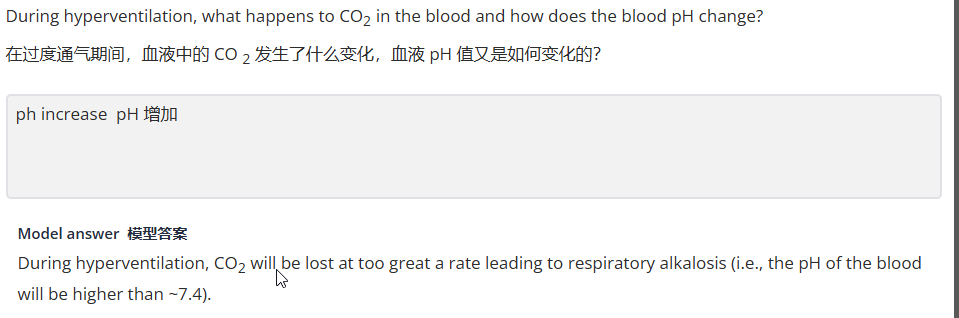 During hyperventilation, what happens to CO₂ in the blood and how does the blood pH change?
在过度通气期间，血液中的 CO ₂ 发生了什么变化，血液 pH 值又是如何变化的？
ph increase pH 增加
Model answer 模型答案
During hyperventilation, CO₂ will be lost at too great a rate leading to respiratory alkalosis (i.e., the pH of the blood
will be higher than ~7.4).